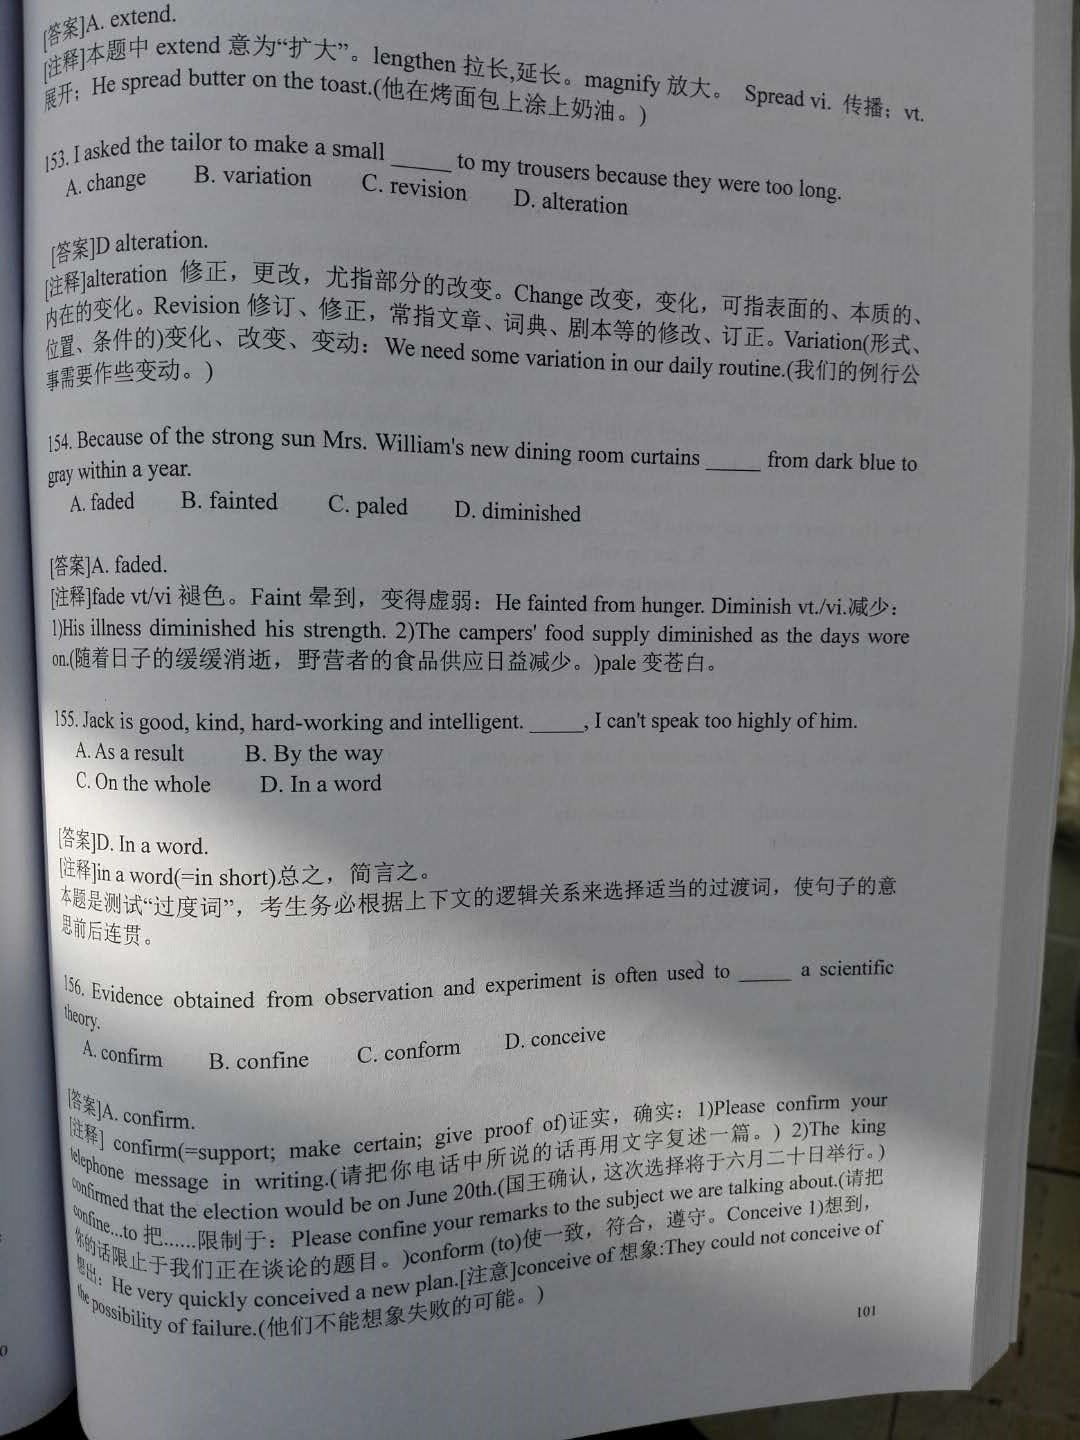 [答案]A. extend.
[注释]本题中 extend 意为“扩大”。lengthen 拉长,延长。magnify 放大。 Spread vi. 传播；vt.
展开；He spread butter on the toast.(他在烤面包上涂上奶油。)
153. I asked the tailor to make a small _____ to my trousers because they were too long.
A. change B. variation C. revision D. alteration
[答案]D alteration.
[注释]alteration 修正，更改，尤指部分的改变。Change 改变，变化，可指表面的、本质的、
内在的变化。Revision 修订、修正，常指文章、词典、剧本等的修改、订正。Variation(形式、
位置、条件的)变化、改变、变动：We need some variation in our daily routine.(我们的例行公
事需要作些变动。)
154. Because of the strong sun Mrs. William's new dining room curtains _____ from dark blue to
gray within a year.
A. faded B. fainted C. paled D. diminished
[答案]A. faded.
[注释]fade vt/vi 褪色。Faint 晕到，变得虚弱：He fainted from hunger. Diminish vt./vi.减少：
1)His illness diminished his strength. 2)The campers' food supply diminished as the days wore
on.(随着日子的缓缓消逝，野营者的食品供应日益减少。)pale 变苍白。
155. Jack is good, kind, hard-working and intelligent. _____, I can't speak too highly of him.
A. As a result B. By the way
C. On the whole D. In a word
[答案]D. In a word.
[注释]in a word(=in short)总之，简言之。
本题是测试“过度词”，考生务必根据上下文的逻辑关系来选择适当的过渡词，使句子的意
思前后连贯。
156. Evidence obtained from observation and experiment is often used to _____ a scientific
theory.
A. confirm B. confine C. conform D. conceive
[答案]A. confirm.
[注释] confirm(=support; make certain; give proof of)证实，确实：1)Please confirm your
telephone message in writing.(请把你电话中所说的话再用文字复述一篇。) 2)The king
confirmed that the election would be on June 20th.(国王确认，这次选择将于六月二十日举行。)
confine...to 把......限制于：Please confine your remarks to the subject we are talking about.(请把
你的话限止于我们正在谈论的题目。)conform (to)使一致，符合，遵守。Conceive 1)想到，
想出：He very quickly conceived a new plan.[注意]conceive of 想象:They could not conceive of
the possibility of failure.(他们不能想象失败的可能。)
101